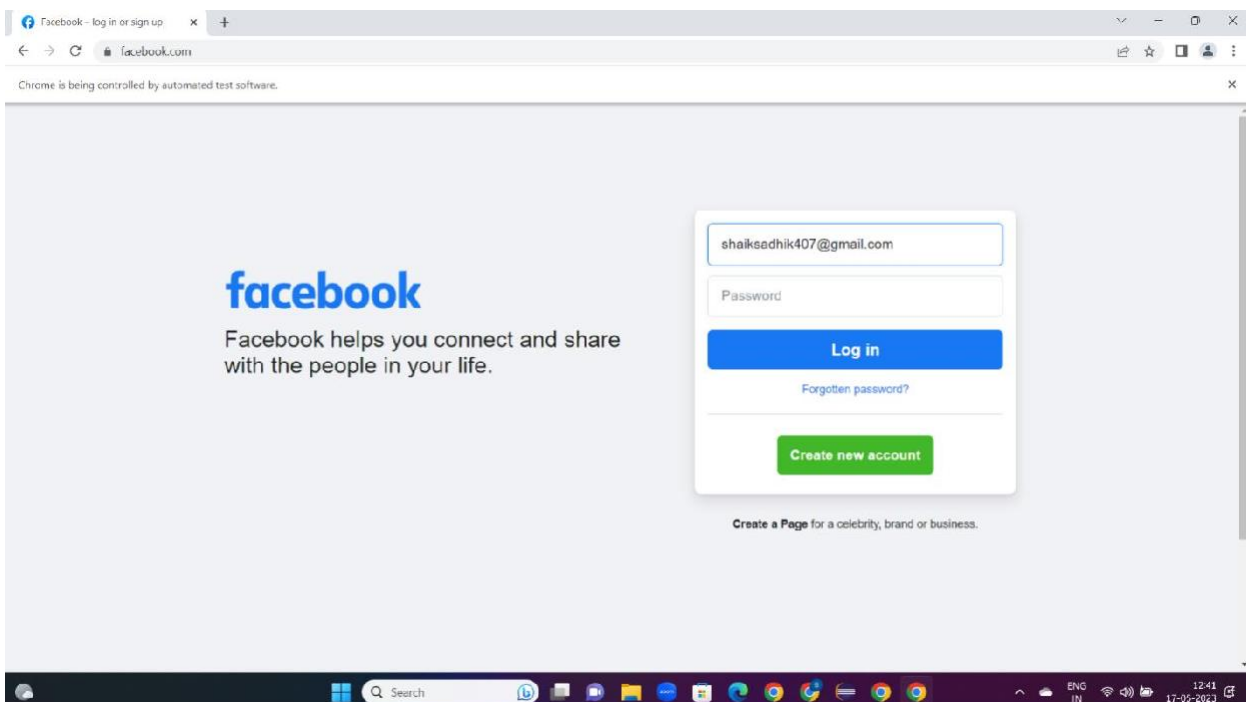 Facebook – log in or sign up
facebook.com
Chrome is being controlled by automated test software.
shaiksadhik407@gmail.com
facebook
Password
Facebook helps you connect and share
with the people in your life.
Log in
Forgotten password?
Create new account
Create a Page for a celebrity, brand or business.
Search
ENG
IN
12:41
17-05-2023